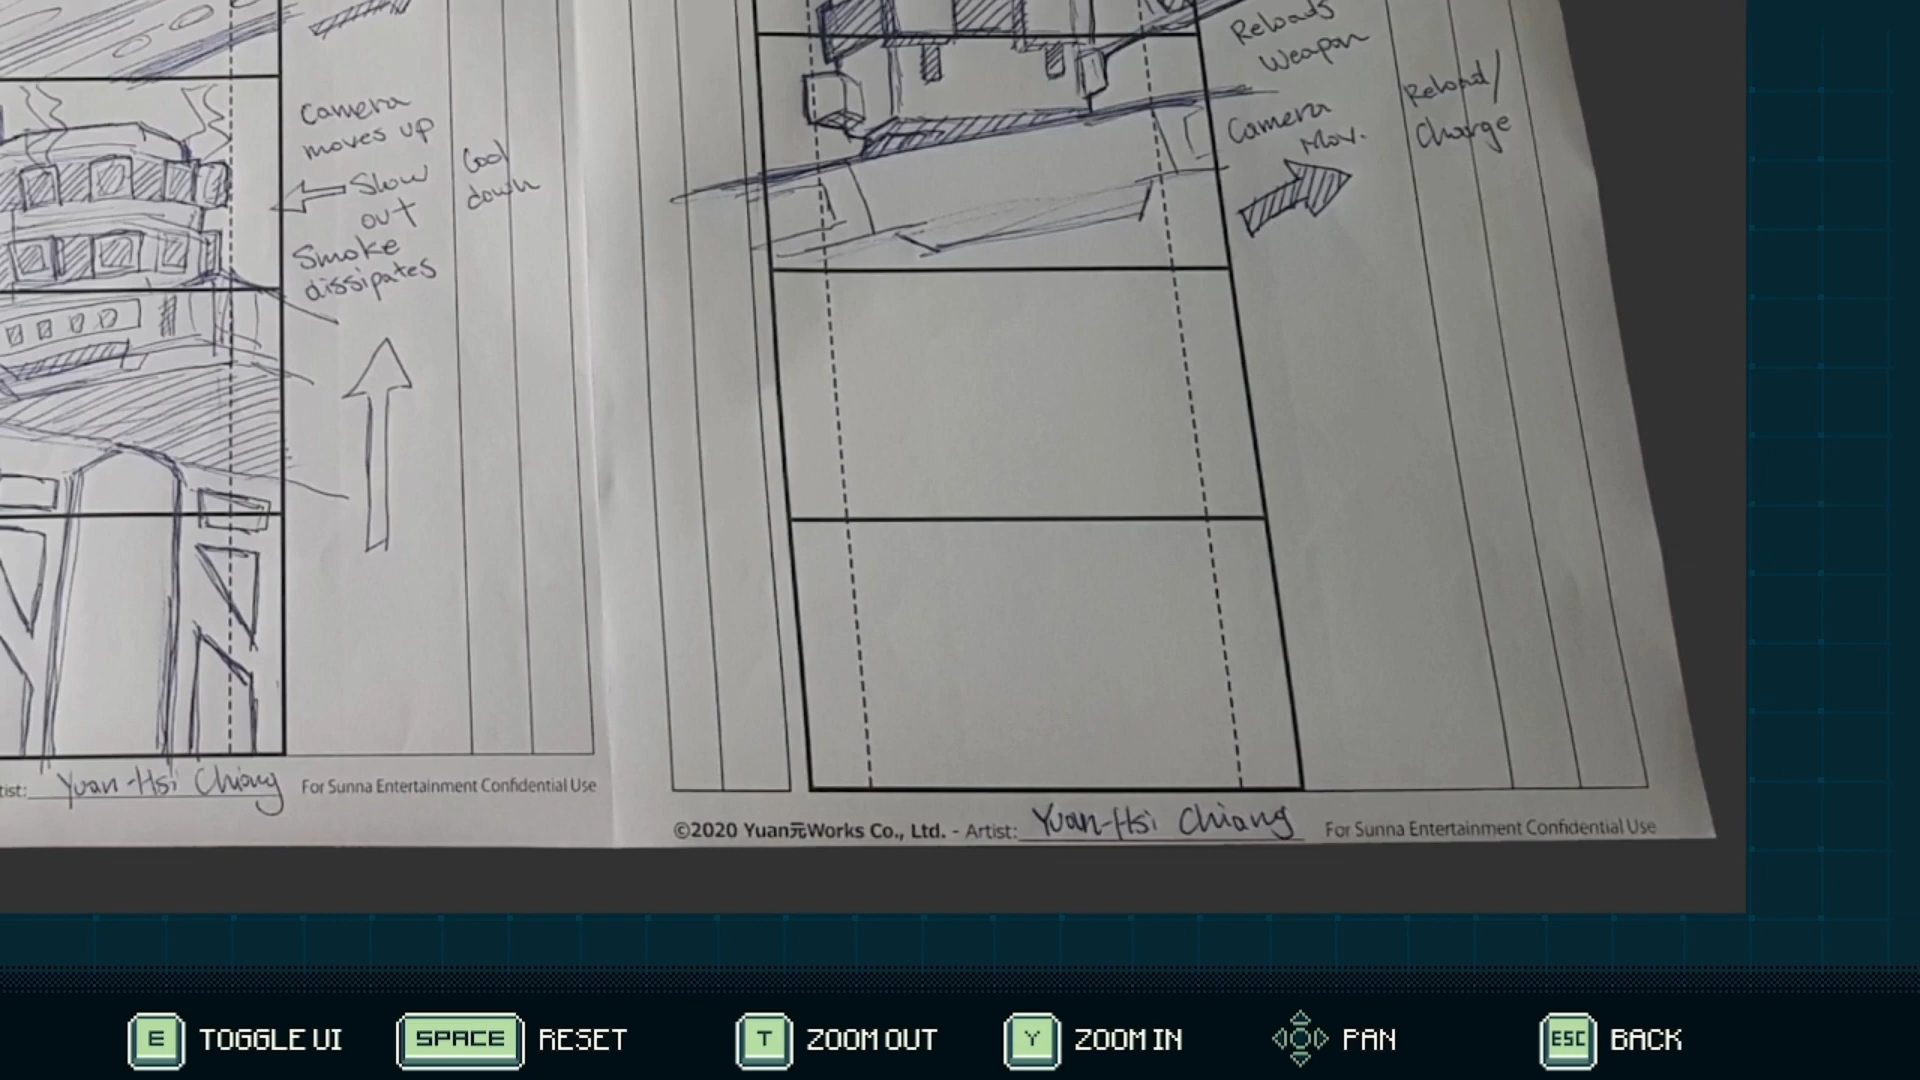 Camera
moves up
Slow
out
Smoke
dissipates
Cool
down
Yuan-Hsi Chiang
tist:
For Sunna Entertainment Confidential Use
Reloads
Weapon
Camera
Mov.
Reload/
Charge
©2020 Yuan元Works Co., Ltd. - Artist: Yuan-Hsi Chiang For Sunna Entertainment Confidential Use
E TOGGLE UI SPACE RESET T ZOOM OUT Y ZOOM IN PAN ESC BACK